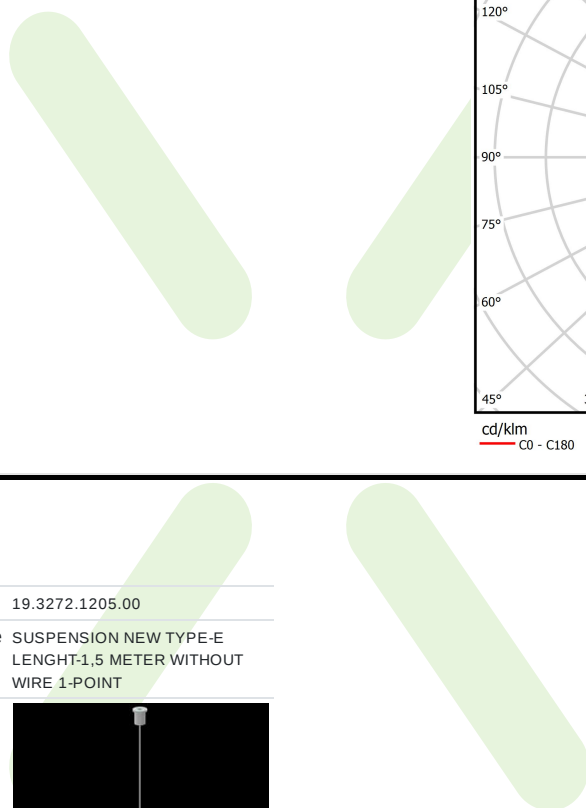 120°
105°
90°
75°
60°
45°
cd/klm
C0 - C180
19.3272.1205.00
SUSPENSION NEW TYPE-E
LENGHT-1,5 METER WITHOUT
WIRE 1-POINT